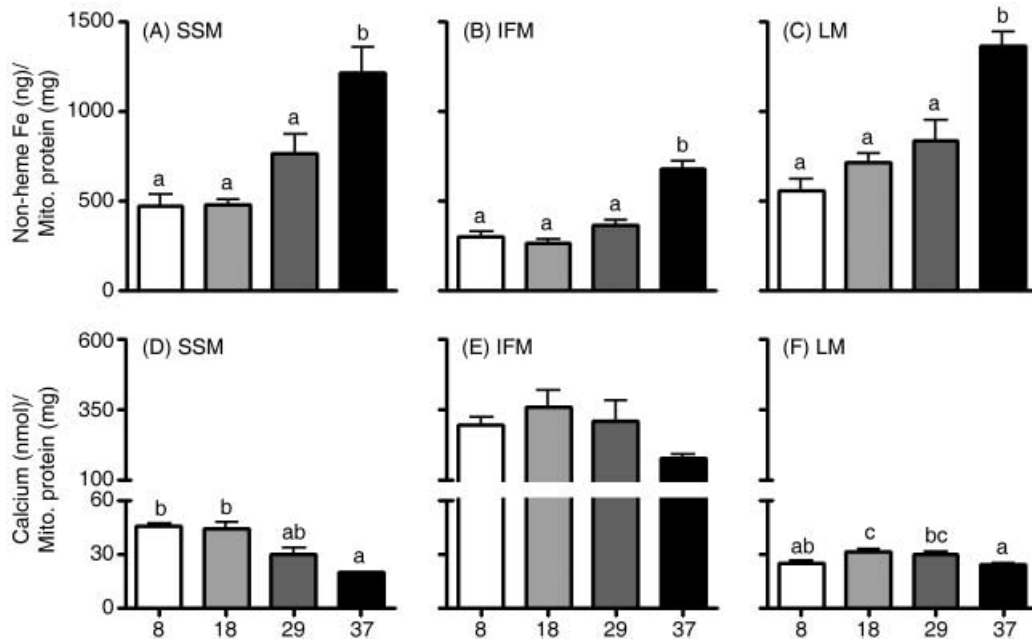 Non-heme Fe (ng)/
Mito. protein (mg)
1500
1000
500
0
(A) SSM
a
a
a
b
(B) IFM
a
a
a
b
(C) LM
a
a
a
b
Calcium (nmol)/
Mito. protein (mg)
600
350
100
60
30
0
(D) SSM
b
b
ab
a
(E) IFM
(F) LM
ab
c
bc
a
8 18 29 37
8 18 29 37
8 18 29 37